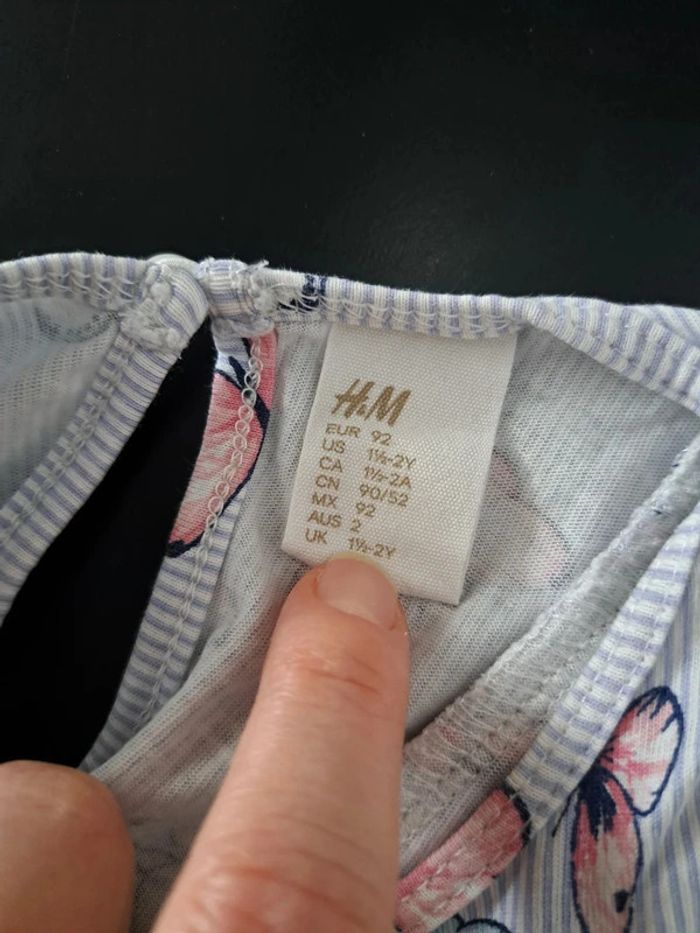 H&M
EUR 92
US 1½-2Y
CA 1½-2A
CN 90/52
MX 92
AUS 2
UK 1½-2Y